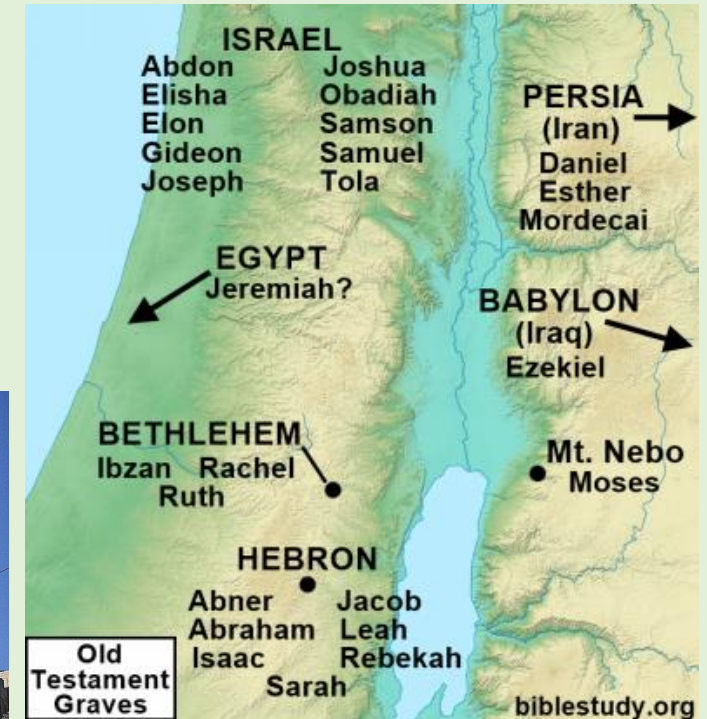 ISRAEL
Abdon Joshua
Elisha Obadiah
Elon Samson
Gideon Samuel
Joseph Tola
PERSIA
(Iran)
Daniel
Esther
Mordecai
EGYPT
Jeremiah?
BABYLON
(Iraq)
Ezekiel
BETHLEHEM
Ibzan Rachel
Ruth
Mt. Nebo
Moses
HEBRON
Abner Jacob
Abraham Leah
Isaac Rebekah
Sarah
Old
Testament
Graves
biblestudy.org